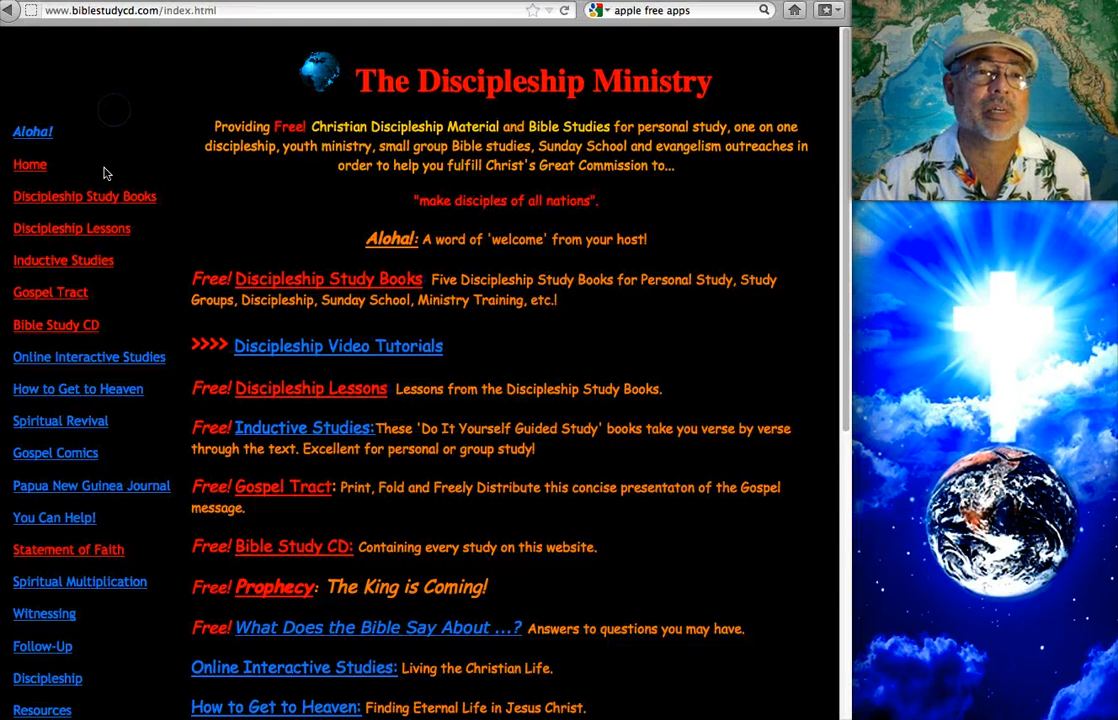 www.biblestudycd.com/index.html
apple free apps
The Discipleship Ministry
Providing Free! Christian Discipleship Material and Bible Studies for personal study, one on one
discipleship, youth ministry, small group Bible studies, Sunday School and evangelism outreaches in
order to help you fulfill Christ's Great Commission to...
"make disciples of all nations".
Aloha!: A word of 'welcome' from your host!
Free! Discipleship Study Books Five Discipleship Study Books for Personal Study, Study
Groups, Discipleship, Sunday School, Ministry Training, etc.!
>>>> Discipleship Video Tutorials
Free! Discipleship Lessons Lessons from the Discipleship Study Books.
Free! Inductive Studies:These 'Do It Yourself Guided Study' books take you verse by verse
through the text. Excellent for personal or group study!
Free! Gospel Tract: Print, Fold and Freely Distribute this concise presentaton of the Gospel
message.
Free! Bible Study CD: Containing every study on this website.
Free! Prophecy: The King is Coming!
Free! What Does the Bible Say About ...? Answers to questions you may have.
Online Interactive Studies: Living the Christian Life.
How to Get to Heaven: Finding Eternal Life in Jesus Christ.
Aloha!
Home
Discipleship Study Books
Discipleship Lessons
Inductive Studies
Gospel Tract
Bible Study CD
Online Interactive Studies
How to Get to Heaven
Spiritual Revival
Gospel Comics
Papua New Guinea Journal
You Can Help!
Statement of Faith
Spiritual Multiplication
Witnessing
Follow-Up
Discipleship
Resources